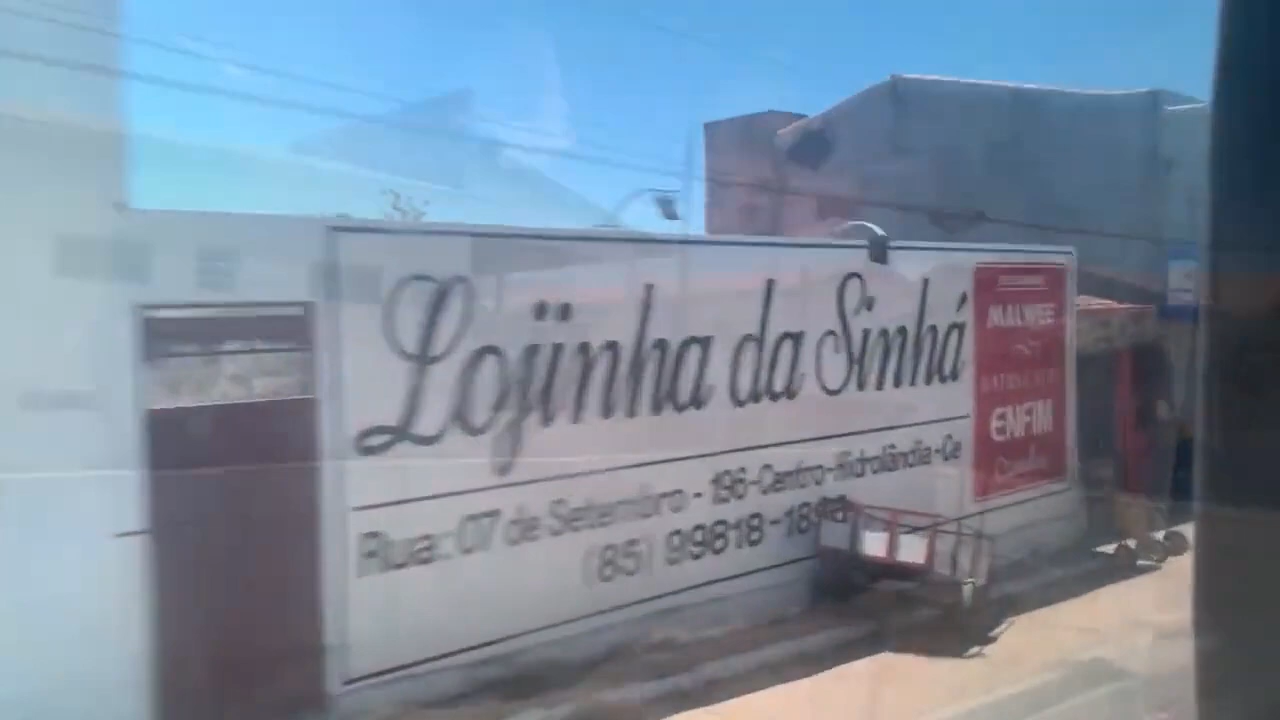 Lojinha da Sinhá
Rua: 07 de Setembro - 196 - Centro - Hidrolândia - Ce
(85) 99818-18
MALWEE
ENFIM